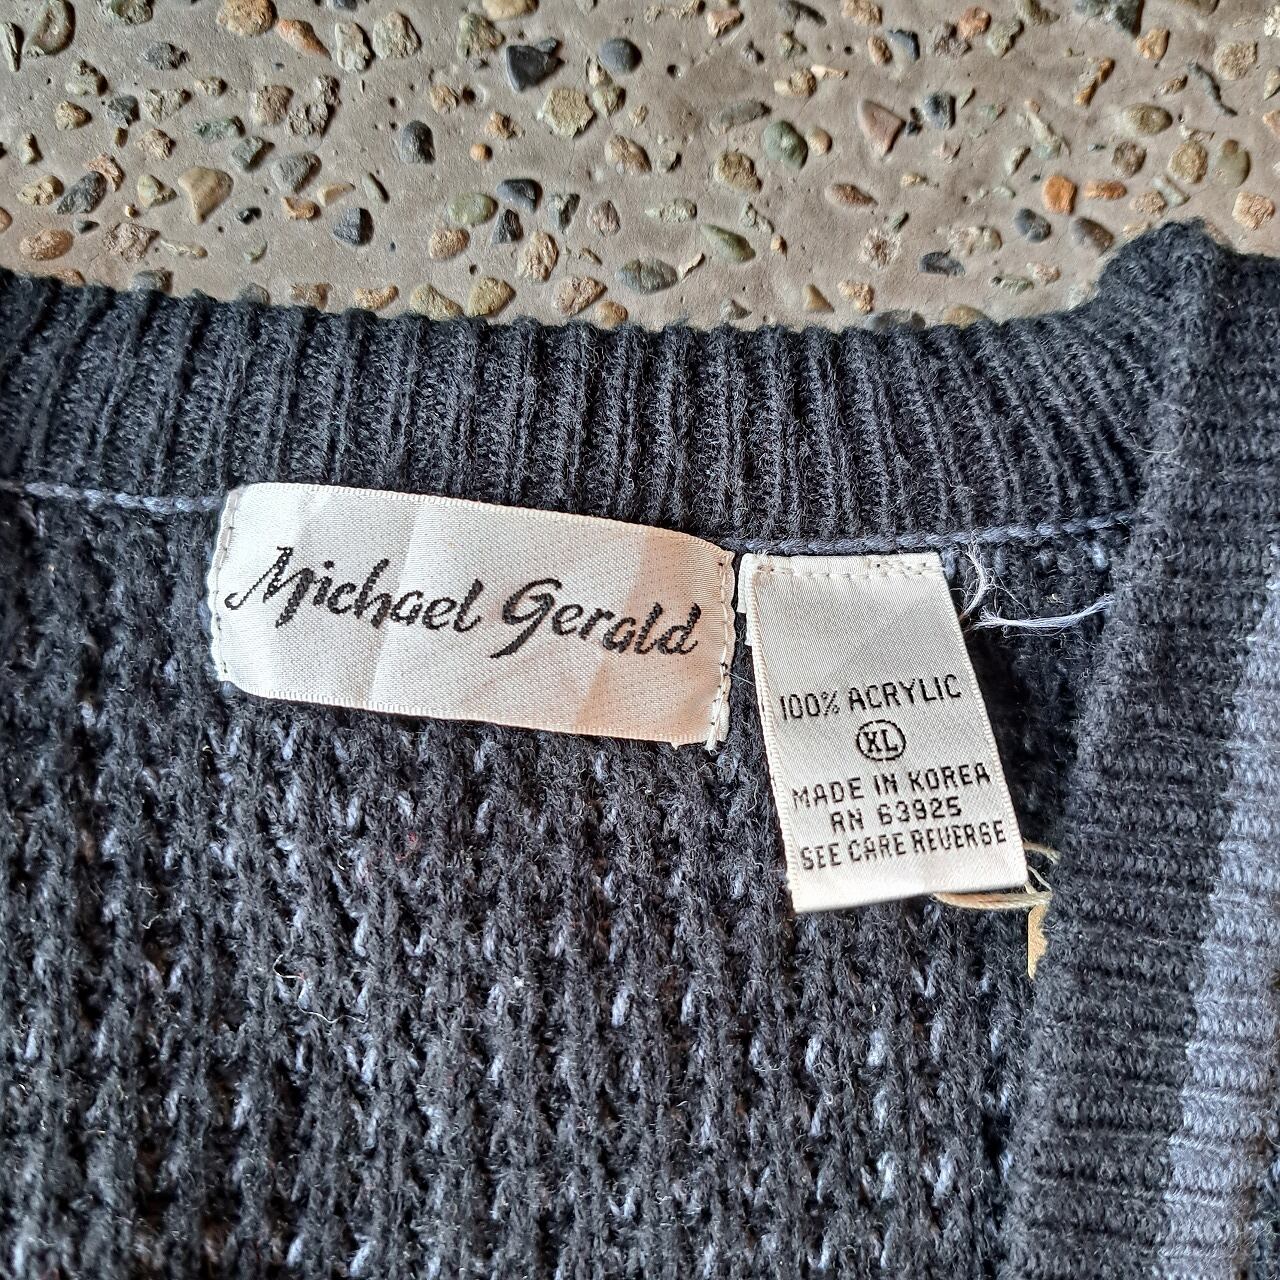 Michael Gerald
100% ACRYLIC
XL
MADE IN KOREA
RN 63925
SEE CARE REVERSE